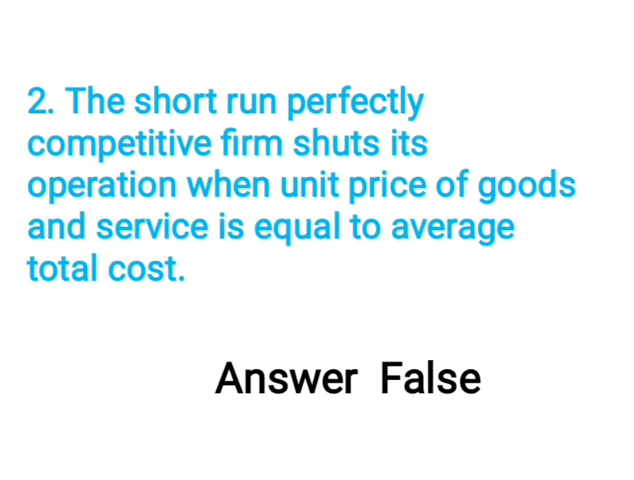 2. The short run perfectly
competitive firm shuts its
operation when unit price of goods
and service is equal to average
total cost.
Answer False